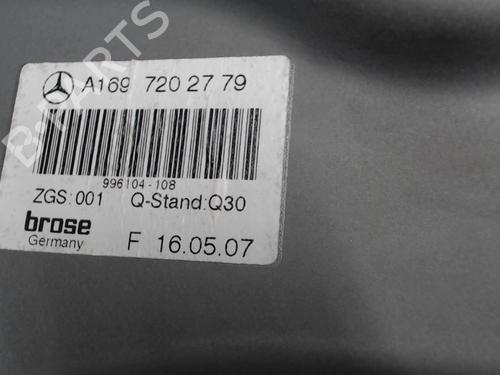 A169 720 27 79
996104-108
ZGS:001 Q-Stand:Q30
brose
Germany
F 16.05.07
B-PARTS